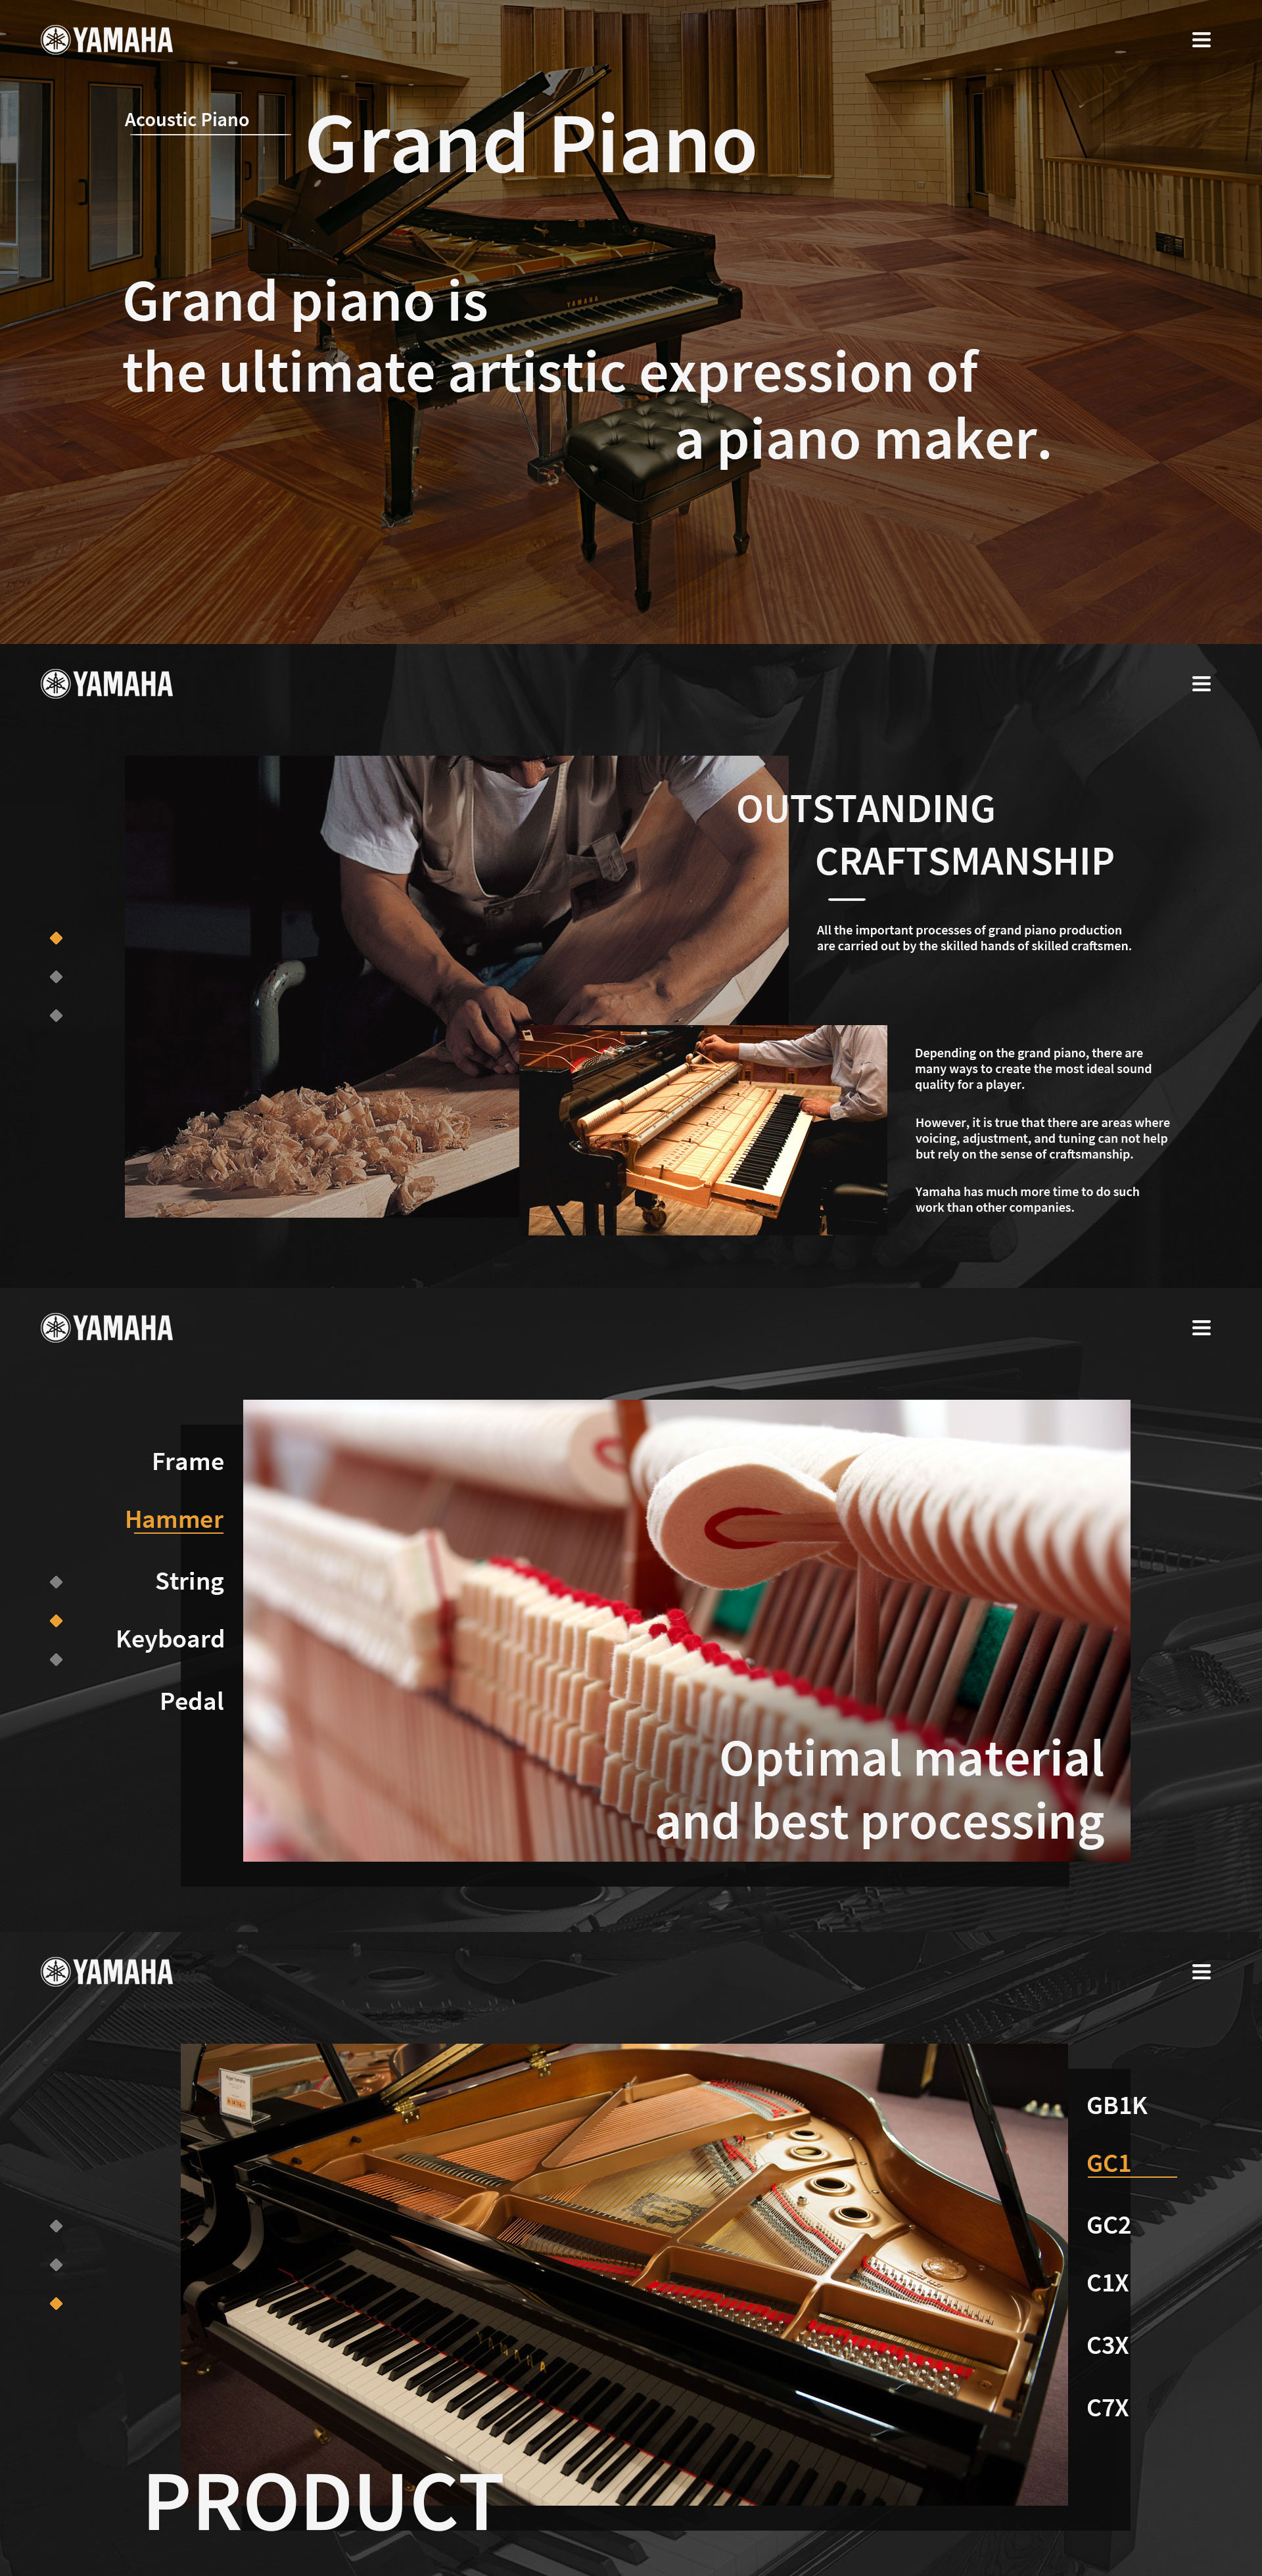 YAMAHA
Acoustic Piano
Grand Piano
YAMAHA
Grand piano is
the ultimate artistic expression of
a piano maker.
YAMAHA
OUTSTANDING
CRAFTSMANSHIP
All the important processes of grand piano production
are carried out by the skilled hands of skilled craftsmen.
Depending on the grand piano, there are
many ways to create the most ideal sound
quality for a player.
However, it is true that there are areas where
voicing, adjustment, and tuning can not help
but rely on the sense of craftsmanship.
Yamaha has much more time to do such
work than other companies.
YAMAHA
Frame
Hammer
String
Keyboard
Pedal
Optimal material
and best processing
YAMAHA
GB1K
GC1
GC2
C1X
C3X
C7X
YAMAHA
PRODUCT